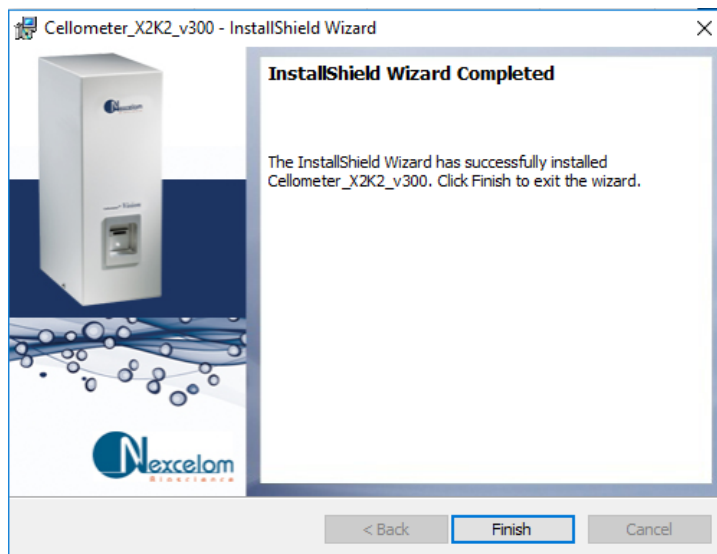 Cellometer_X2K2_v300 - InstallShield Wizard
InstallShield Wizard Completed
Nexcelom
Vision
The InstallShield Wizard has successfully installed
Cellometer_X2K2_v300. Click Finish to exit the wizard.
Nexcelom
Bioscience
< Back
Finish
Cancel